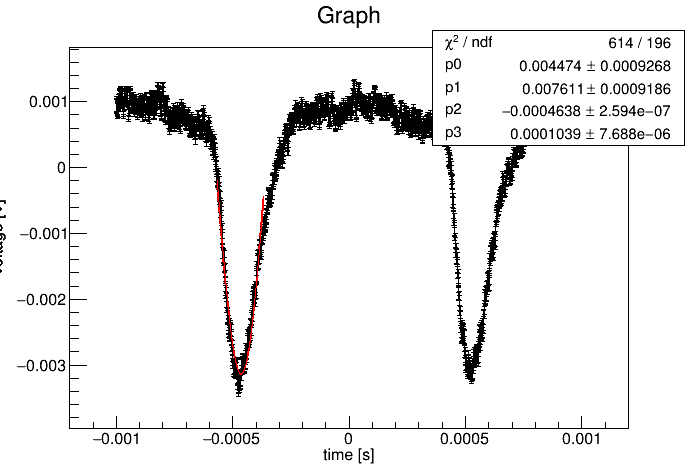 Graph
χ² / ndf 614 / 196
p0 0.004474 ± 0.0009268
p1 0.007611 ± 0.0009186
p2 −0.0004638 ± 2.594e−07
p3 0.0001039 ± 7.688e−06
0.001
0
−0.001
−0.002
−0.003
−0.001 −0.0005 0 0.0005 0.001
time [s]